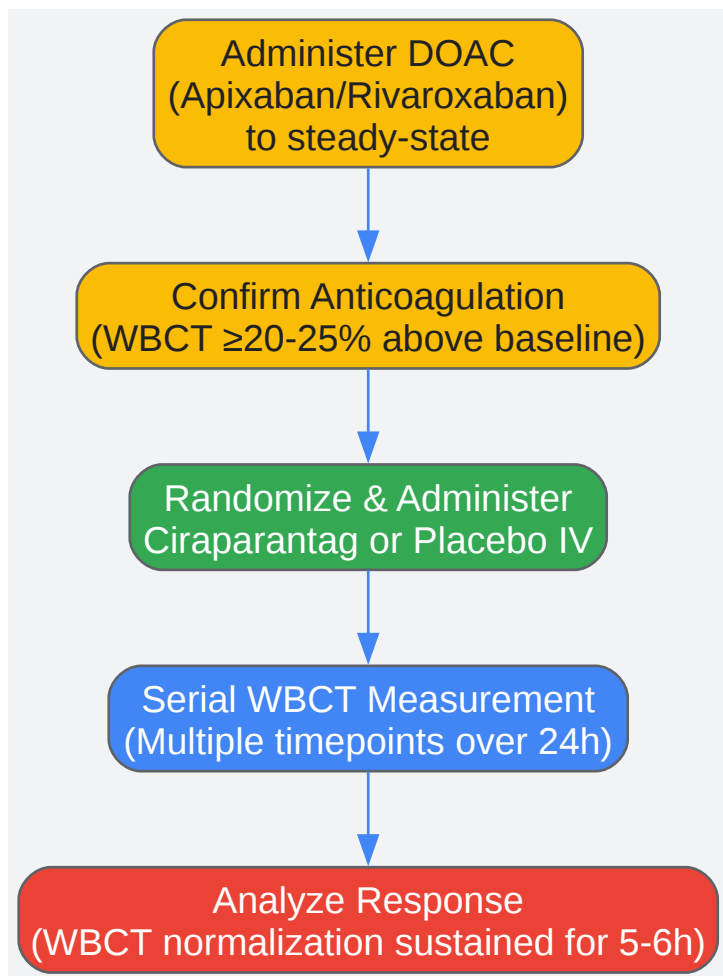 Administer DOAC
(Apixaban/Rivaroxaban)
to steady-state
Confirm Anticoagulation
(WBCT ≥20-25% above baseline)
Randomize & Administer
Ciraparantag or Placebo IV
Serial WBCT Measurement
(Multiple timepoints over 24h)
Analyze Response
(WBCT normalization sustained for 5-6h)